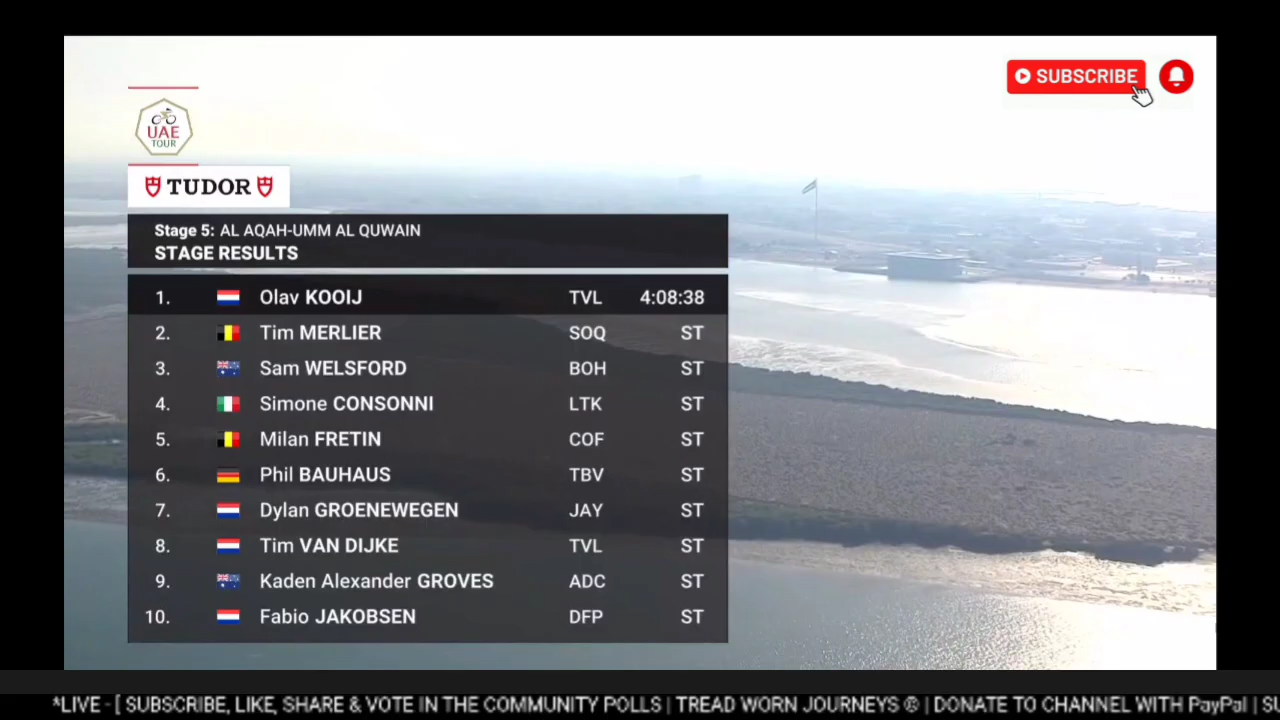 SUBSCRIBE
UAE
TOUR
TUDOR
Stage 5: AL AQAH-UMM AL QUWAIN
STAGE RESULTS
1. Olav KOOIJ TVL 4:08:38
2. Tim MERLIER SOQ ST
3. Sam WELSFORD BOH ST
4. Simone CONSONNI LTK ST
5. Milan FRETIN COF ST
6. Phil BAUHAUS TBV ST
7. Dylan GROENEWEGEN JAY ST
8. Tim VAN DIJKE TVL ST
9. Kaden Alexander GROVES ADC ST
10. Fabio JAKOBSEN DFP ST
*LIVE - [ SUBSCRIBE, LIKE, SHARE & VOTE IN THE COMMUNITY POLLS | TREAD WORN JOURNEYS ® | DONATE TO CHANNEL WITH PayPal | SU